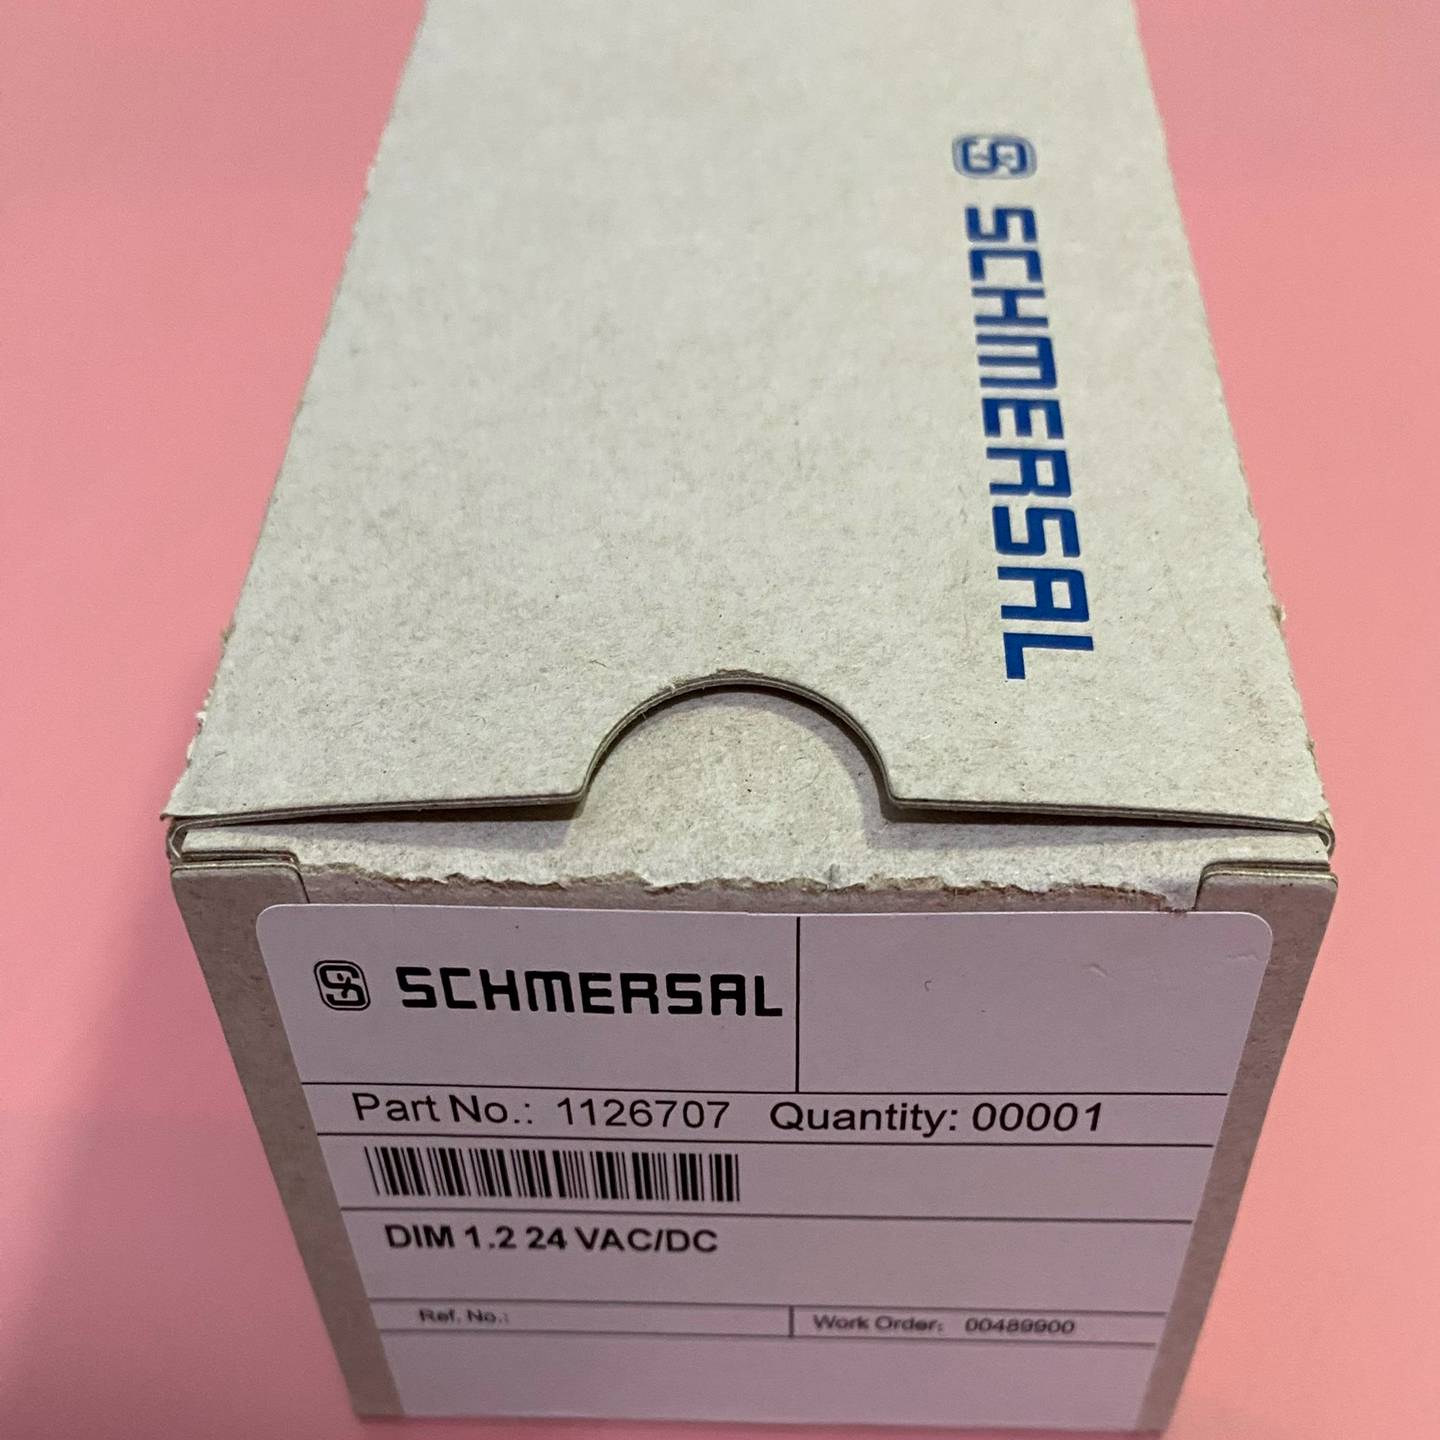 SCHMERSAL
SCHMERSAL
Part No.: 1126707 Quantity: 00001
DIM 1.2 24 VAC/DC
Ref. No.: Work Order: 00489900